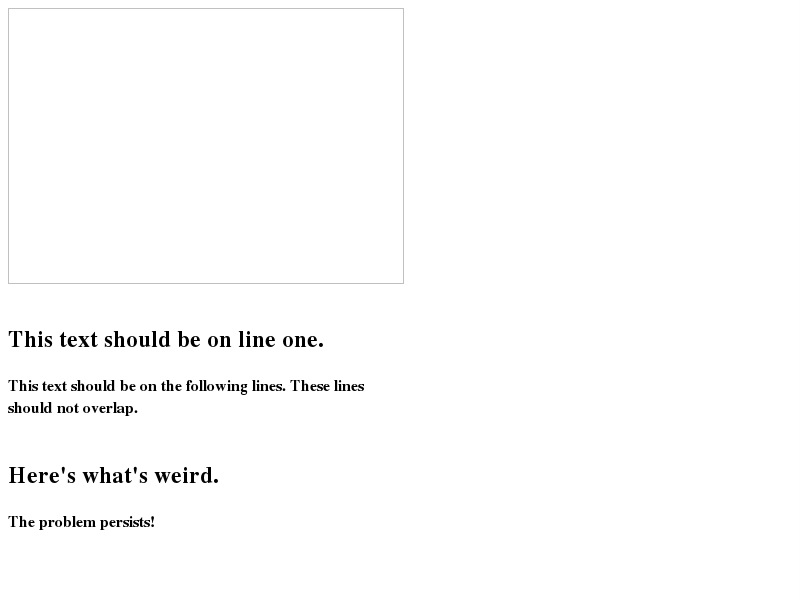 This text should be on line one.
This text should be on the following lines. These lines
should not overlap.
Here's what's weird.
The problem persists!